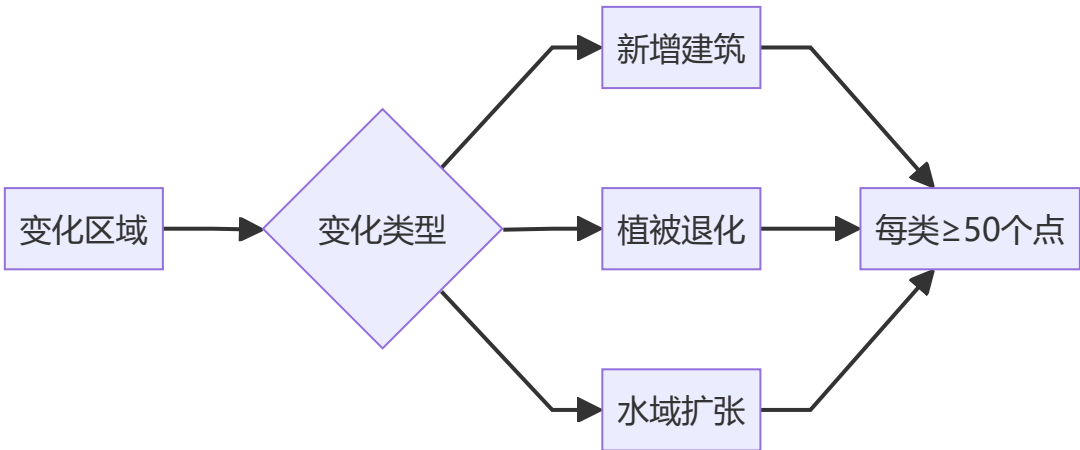 变化区域
变化类型
新增建筑
植被退化
水域扩张
每类≥50个点